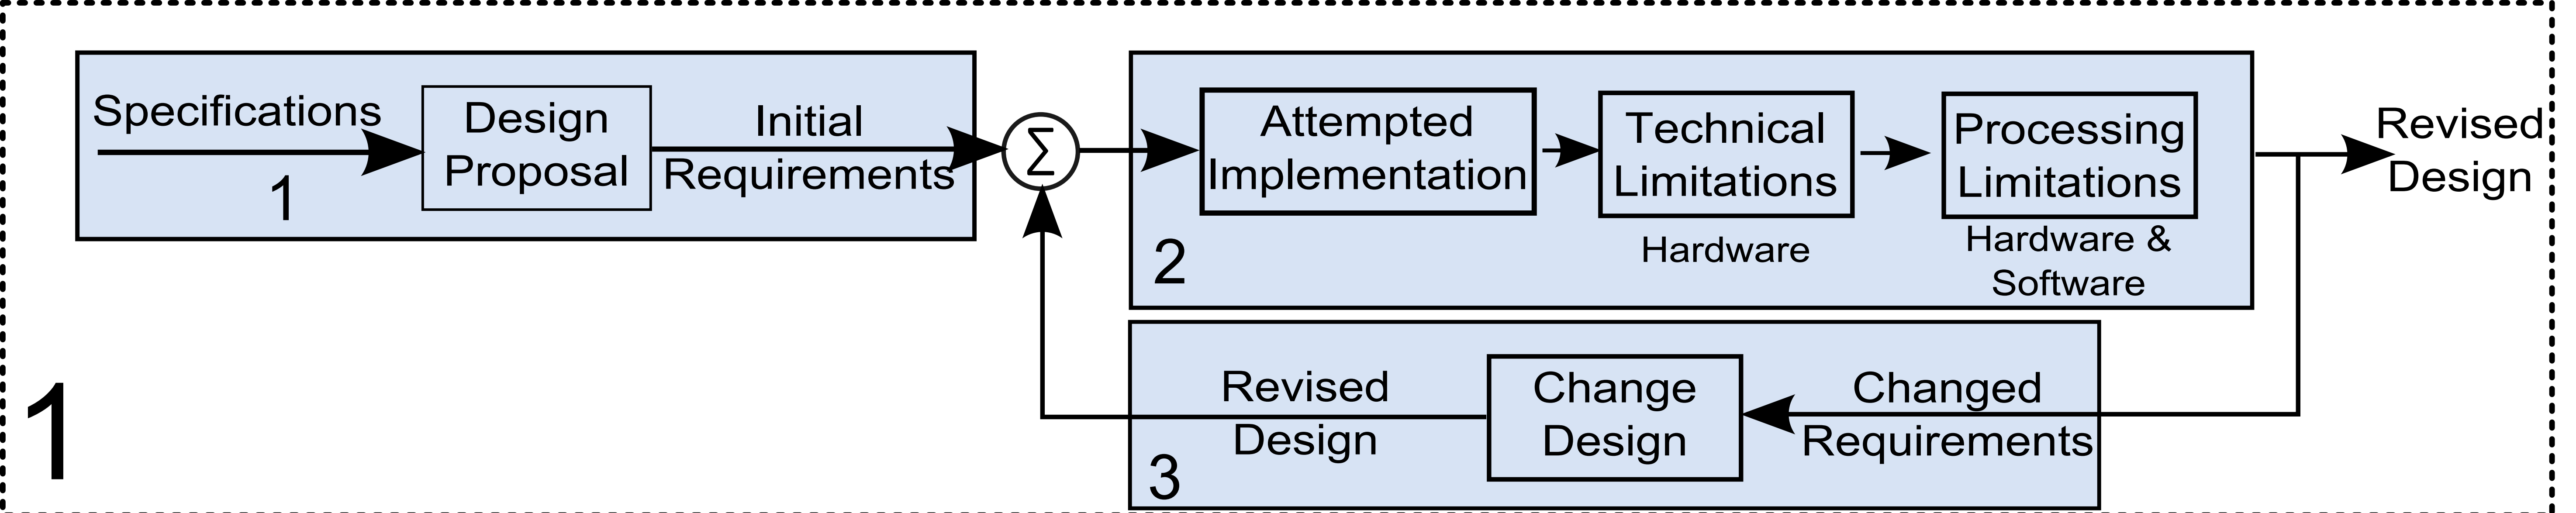 Specifications
1
Design
Proposal
Initial
Requirements
Σ
Attempted
Implementation
Technical
Limitations
Hardware
Processing
Limitations
Hardware &
Software
2
Revised
Design
Revised
Design
Change
Design
Changed
Requirements
3
1